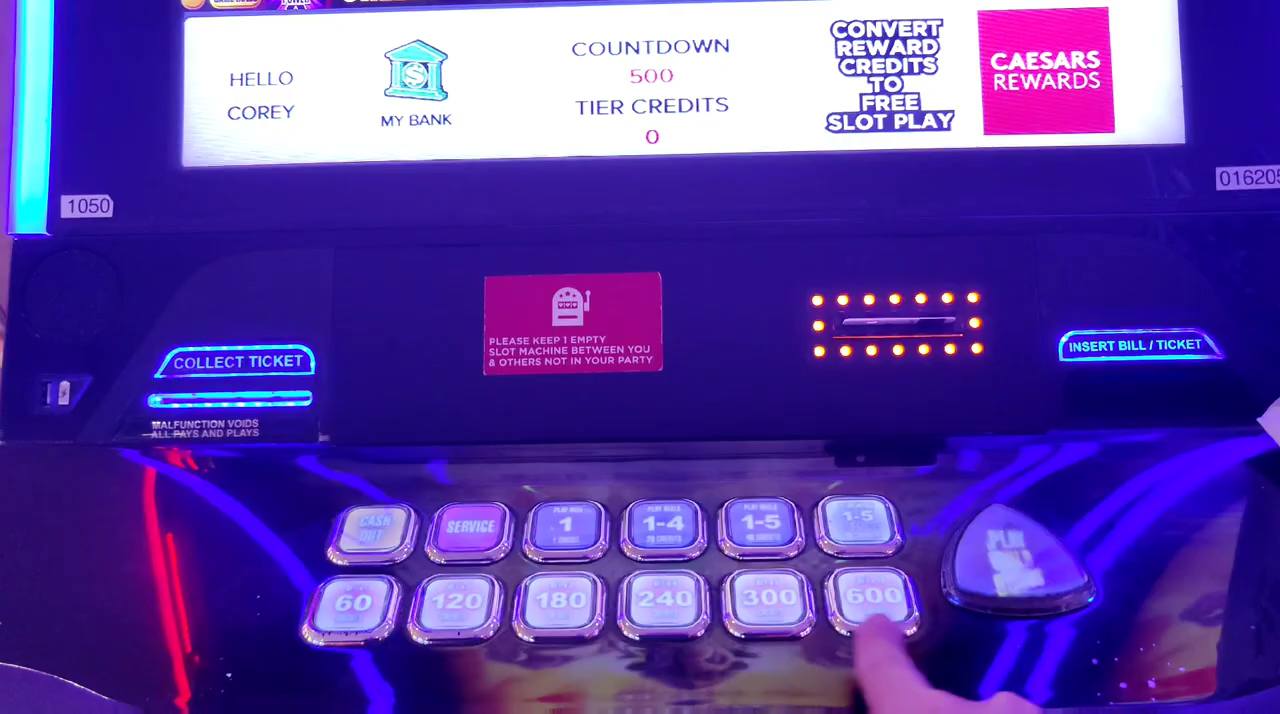 HELLO
COREY
MY BANK
COUNTDOWN
500
TIER CREDITS
0
CONVERT
REWARD
CREDITS
TO
FREE
SLOT PLAY
CAESARS
REWARDS
1050
016205
COLLECT TICKET
MALFUNCTION VOIDS
ALL PAYS AND PLAYS
PLEASE KEEP 1 EMPTY
SLOT MACHINE BETWEEN YOU
& OTHERS NOT IN YOUR PARTY
INSERT BILL / TICKET
CASH
OUT
SERVICE
1
1-4
1-5
1-5
60
120
180
240
300
600